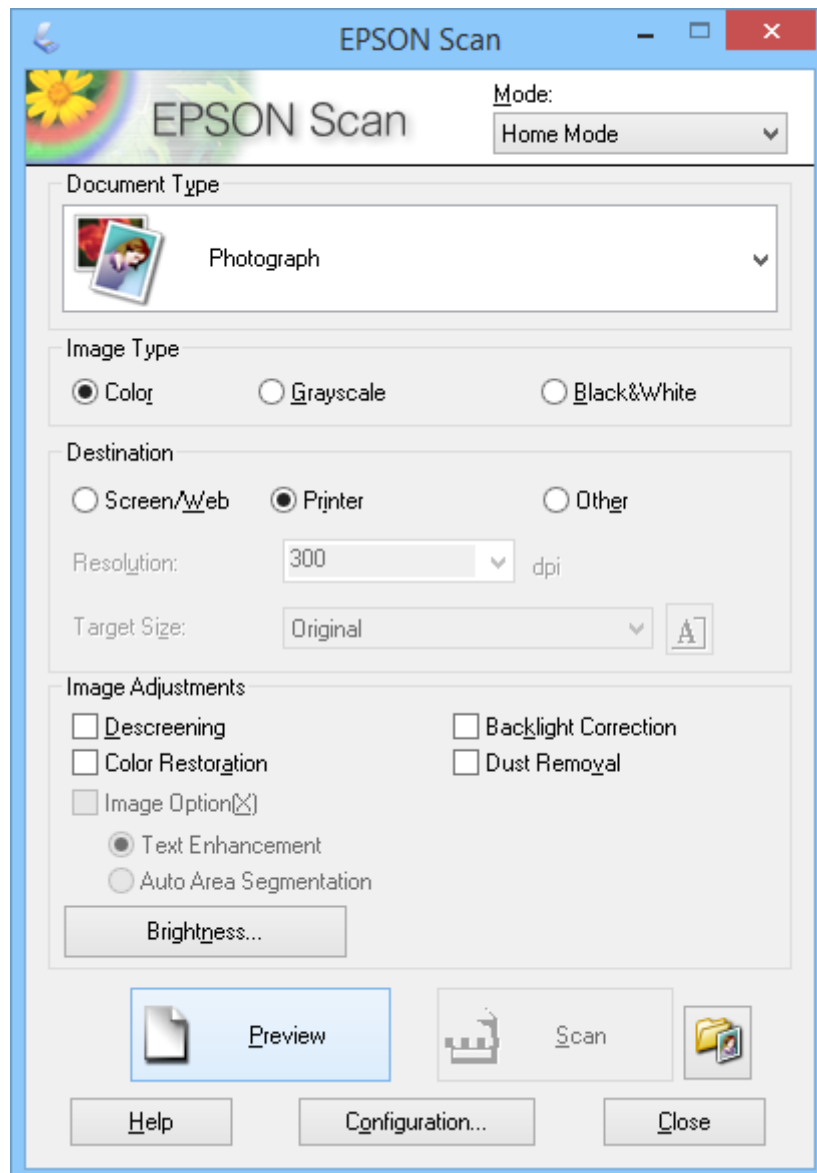 EPSON Scan
EPSON Scan
Mode:
Home Mode
Document Type
Photograph
Image Type
Color Grayscale Black&White
Destination
Screen/Web Printer Other
Resolution: 300 dpi
Target Size: Original A
Image Adjustments
Descreening Backlight Correction
Color Restoration Dust Removal
Image Option(X)
Text Enhancement
Auto Area Segmentation
Brightness...
Preview Scan
Help Configuration... Close